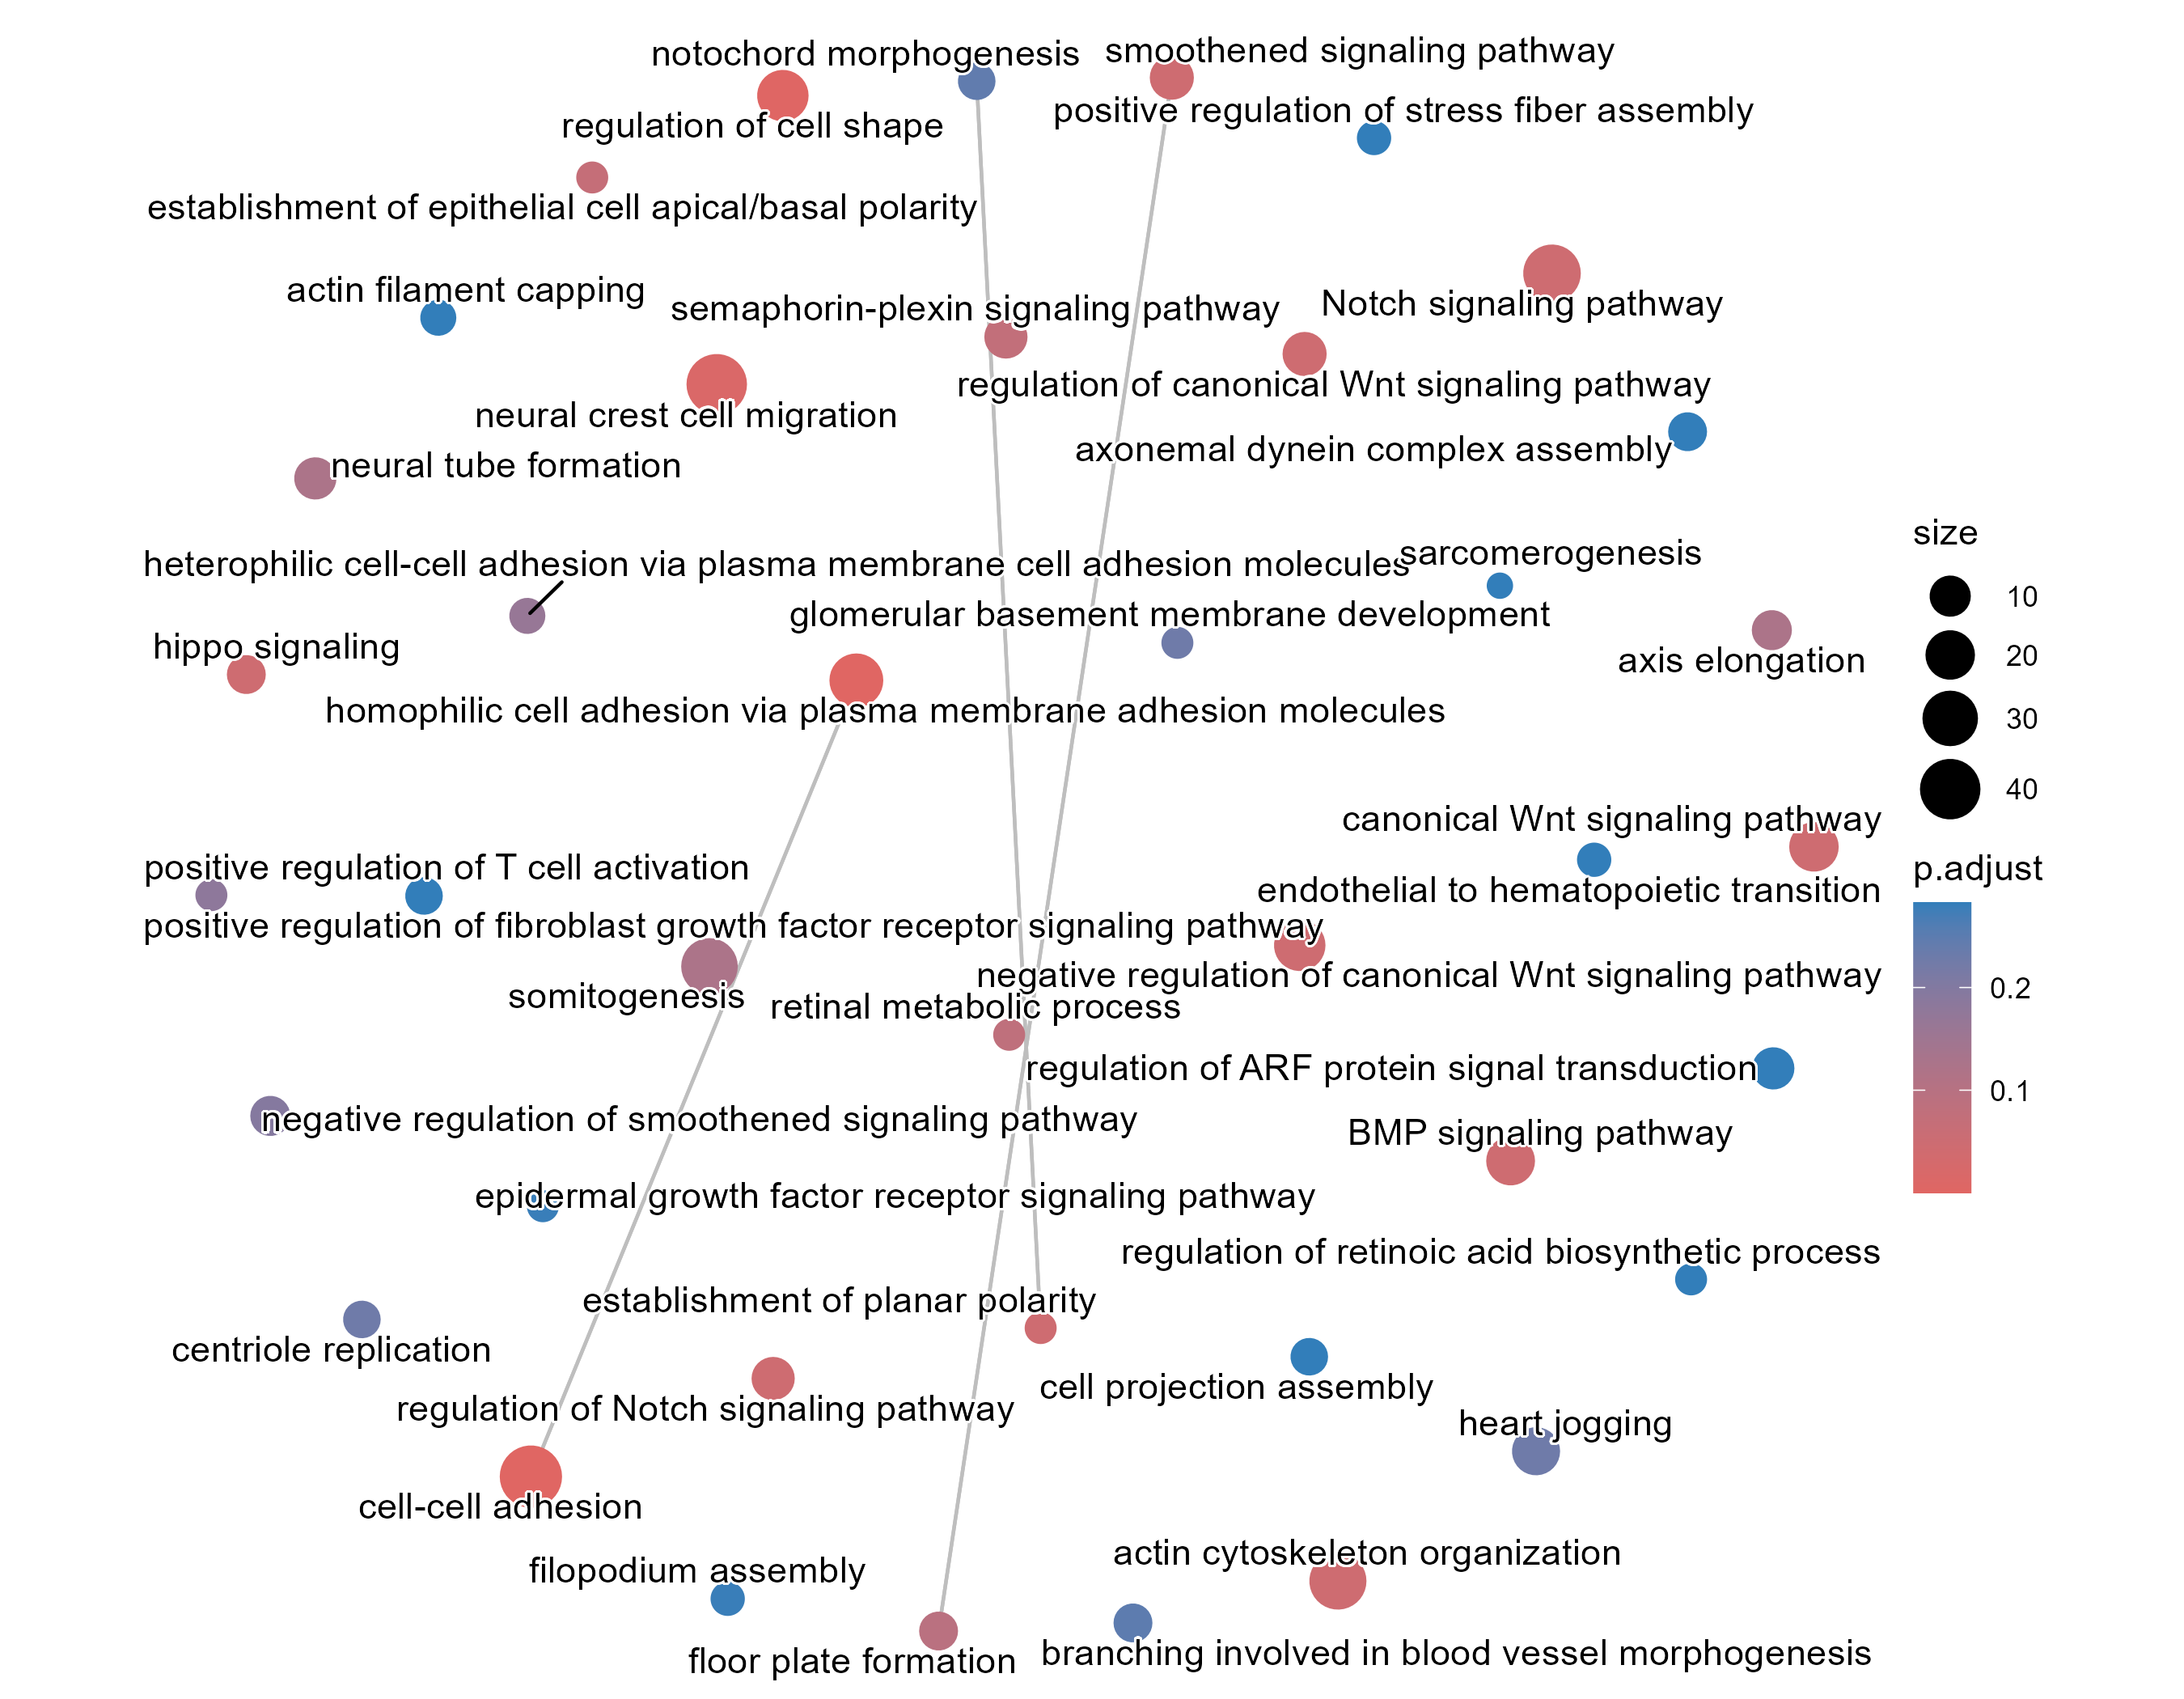 notochord morphogenesis
smoothened signaling pathway
regulation of cell shape
positive regulation of stress fiber assembly
establishment of epithelial cell apical/basal polarity
actin filament capping
semaphorin-plexin signaling pathway
Notch signaling pathway
regulation of canonical Wnt signaling pathway
neural crest cell migration
axonemal dynein complex assembly
neural tube formation
heterophilic cell-cell adhesion via plasma membrane cell adhesion molecules
sarcomerogenesis
glomerular basement membrane development
hippo signaling
axis elongation
homophilic cell adhesion via plasma membrane adhesion molecules
canonical Wnt signaling pathway
positive regulation of T cell activation
endothelial to hematopoietic transition
positive regulation of fibroblast growth factor receptor signaling pathway
negative regulation of canonical Wnt signaling pathway
somitogenesis
retinal metabolic process
regulation of ARF protein signal transduction
negative regulation of smoothened signaling pathway
BMP signaling pathway
epidermal growth factor receptor signaling pathway
regulation of retinoic acid biosynthetic process
establishment of planar polarity
centriole replication
cell projection assembly
regulation of Notch signaling pathway
heart jogging
cell-cell adhesion
actin cytoskeleton organization
filopodium assembly
floor plate formation
branching involved in blood vessel morphogenesis
size
10
20
30
40
p.adjust
0.2
0.1